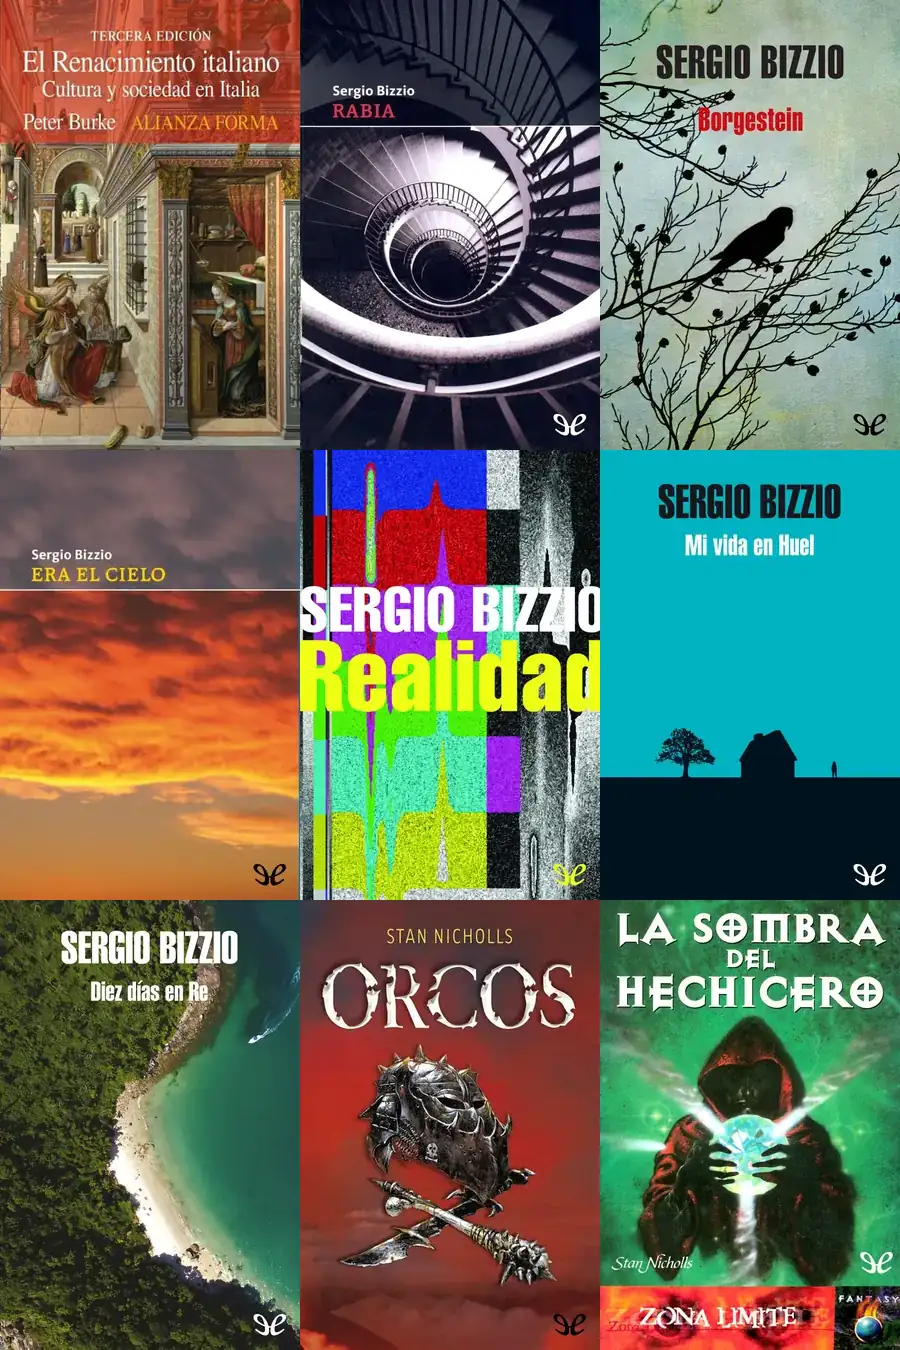 TERCERA EDICIÓN
El Renacimiento italiano
Cultura y sociedad en Italia
Peter Burke ALIANZA FORMA
Sergio Bizzio
RABIA
SERGIO BIZZIO
Borgestein
Sergio Bizzio
ERA EL CIELO
SERGIO BIZZIO
Realidad
SERGIO BIZZIO
Mi vida en Huel
SERGIO BIZZIO
Diez días en Re
STAN NICHOLLS
ORCOS
LA SOMBRA
DEL
HECHICERO
Stan Nicholls
ZONA LIMITE
FANTASY